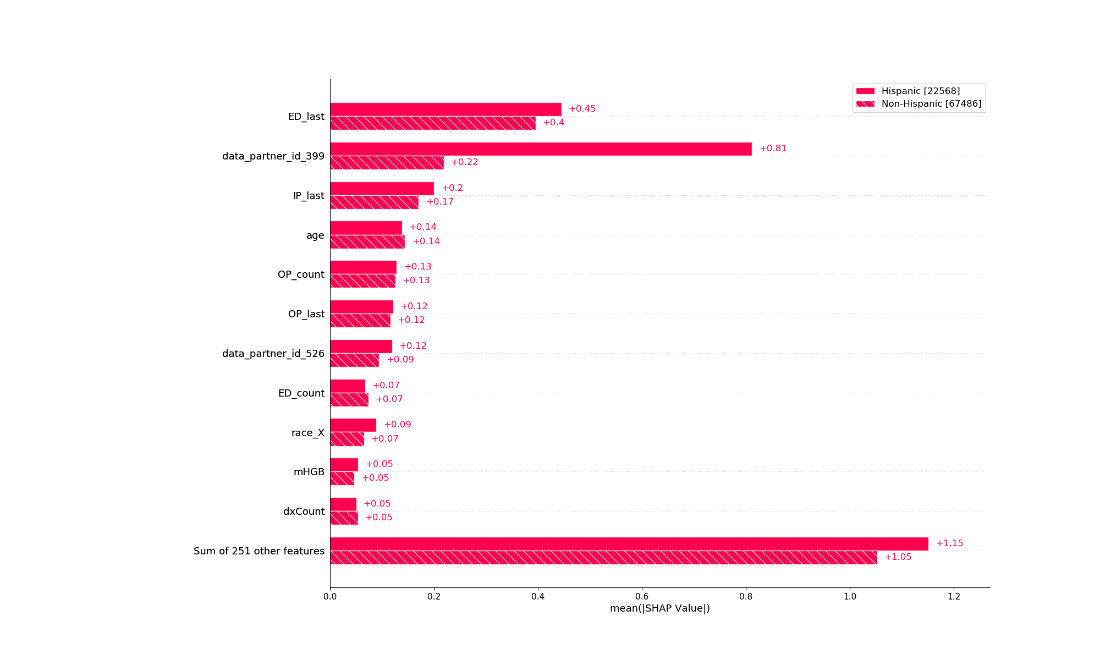 Hispanic [22568]
Non-Hispanic [67486]
ED_last
+0.45
+0.4
data_partner_id_399
+0.81
+0.22
IP_last
+0.2
+0.17
age
+0.14
+0.14
OP_count
+0.13
+0.13
OP_last
+0.12
+0.12
data_partner_id_526
+0.12
+0.09
ED_count
+0.07
+0.07
race_X
+0.09
+0.07
mHGB
+0.05
+0.05
dxCount
+0.05
+0.05
Sum of 251 other features
+1.15
+1.05
0.0 0.2 0.4 0.6 0.8 1.0 1.2
mean(|SHAP Value|)